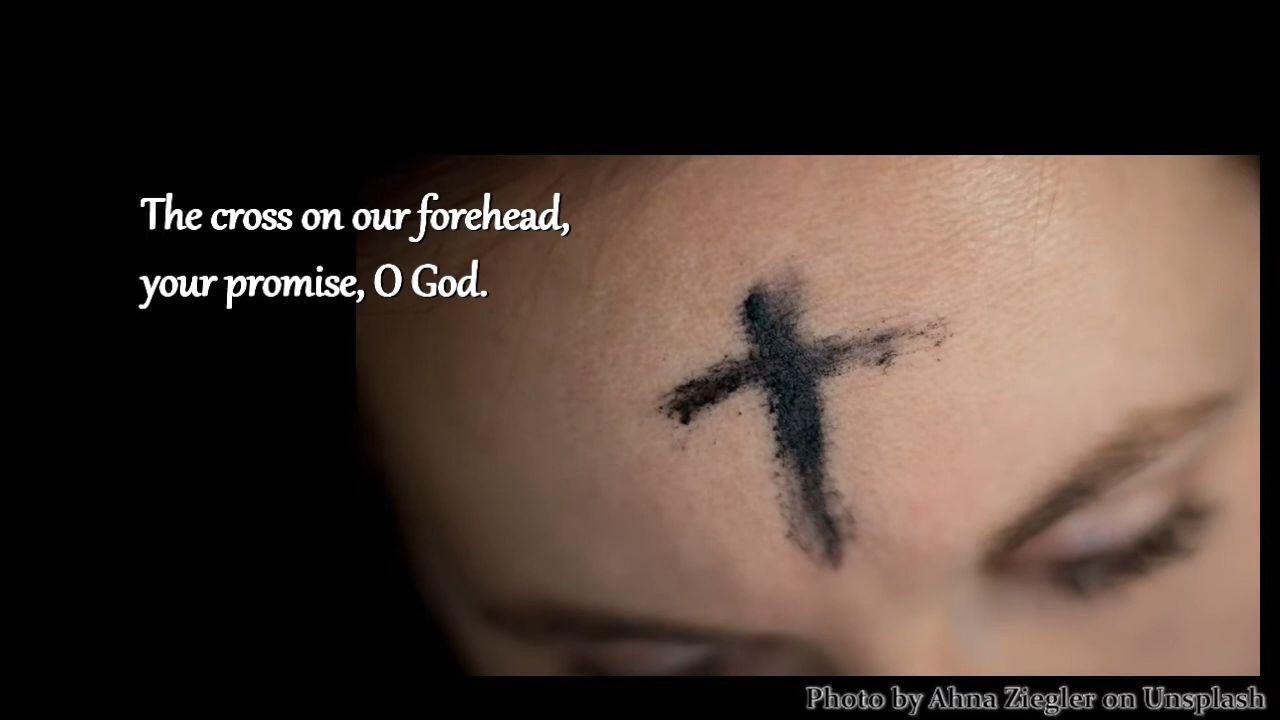 The cross on our forehead,
your promise, O God.
Photo by Ahna Ziegler on Unsplash